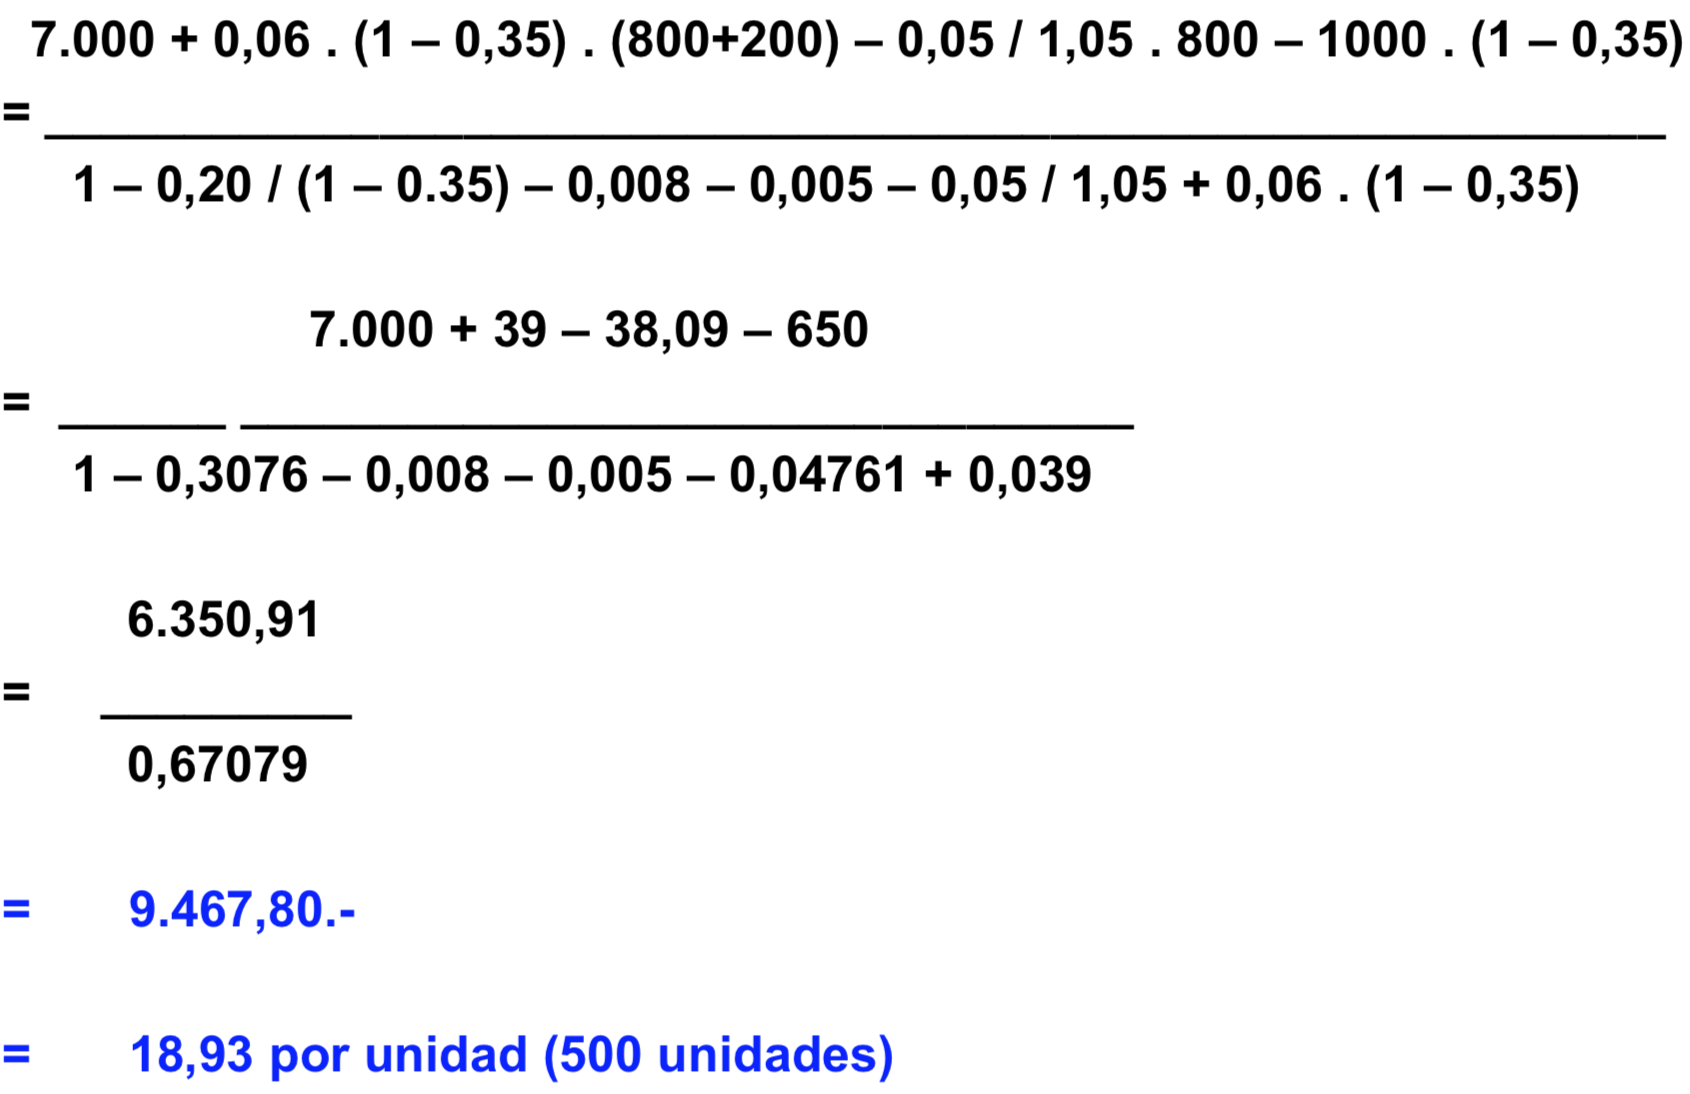 7.000 + 0,06 . (1 – 0,35) . (800+200) – 0,05 / 1,05 . 800 – 1000 . (1 – 0,35)
=
1 – 0,20 / (1 – 0.35) – 0,008 – 0,005 – 0,05 / 1,05 + 0,06 . (1 – 0,35)
7.000 + 39 – 38,09 – 650
=
1 – 0,3076 – 0,008 – 0,005 – 0,04761 + 0,039
6.350,91
=
0,67079
= 9.467,80.-
= 18,93 por unidad (500 unidades)